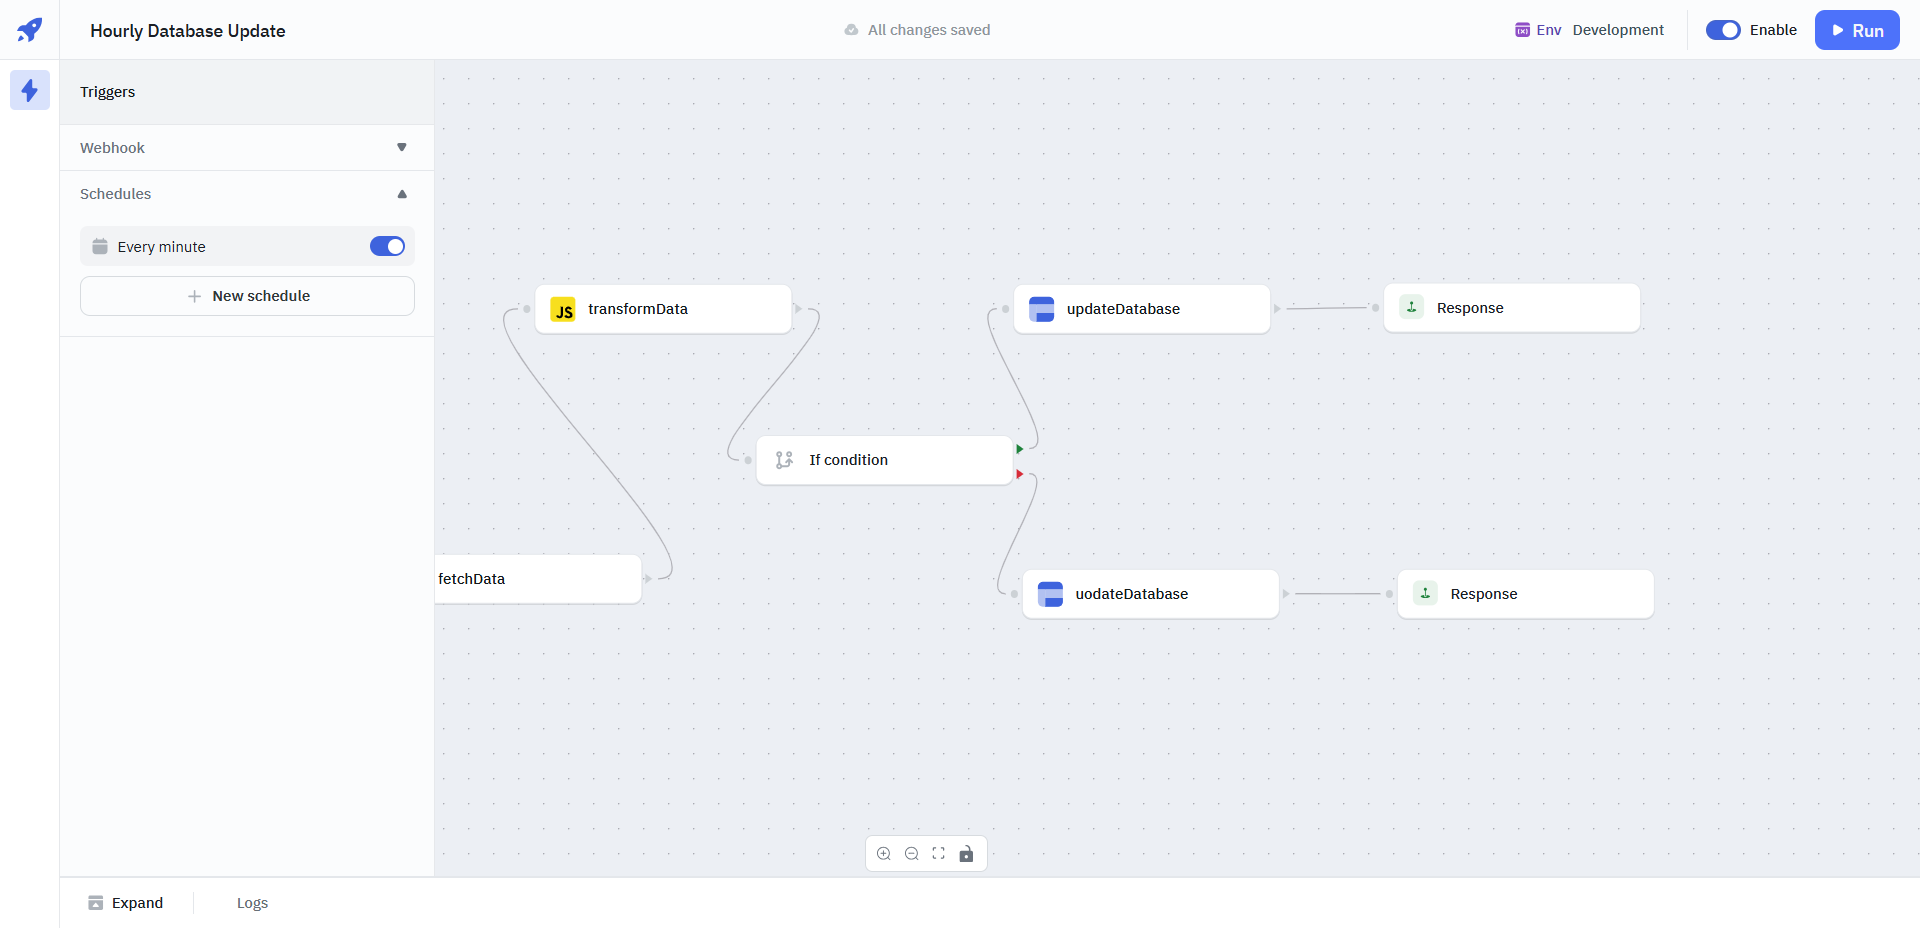 Hourly Database Update
All changes saved
Env Development
Enable
Run
Triggers
Webhook
Schedules
Every minute
New schedule
JS transformData
updateDatabase
Response
If condition
fetchData
uodateDatabase
Response
Expand
Logs